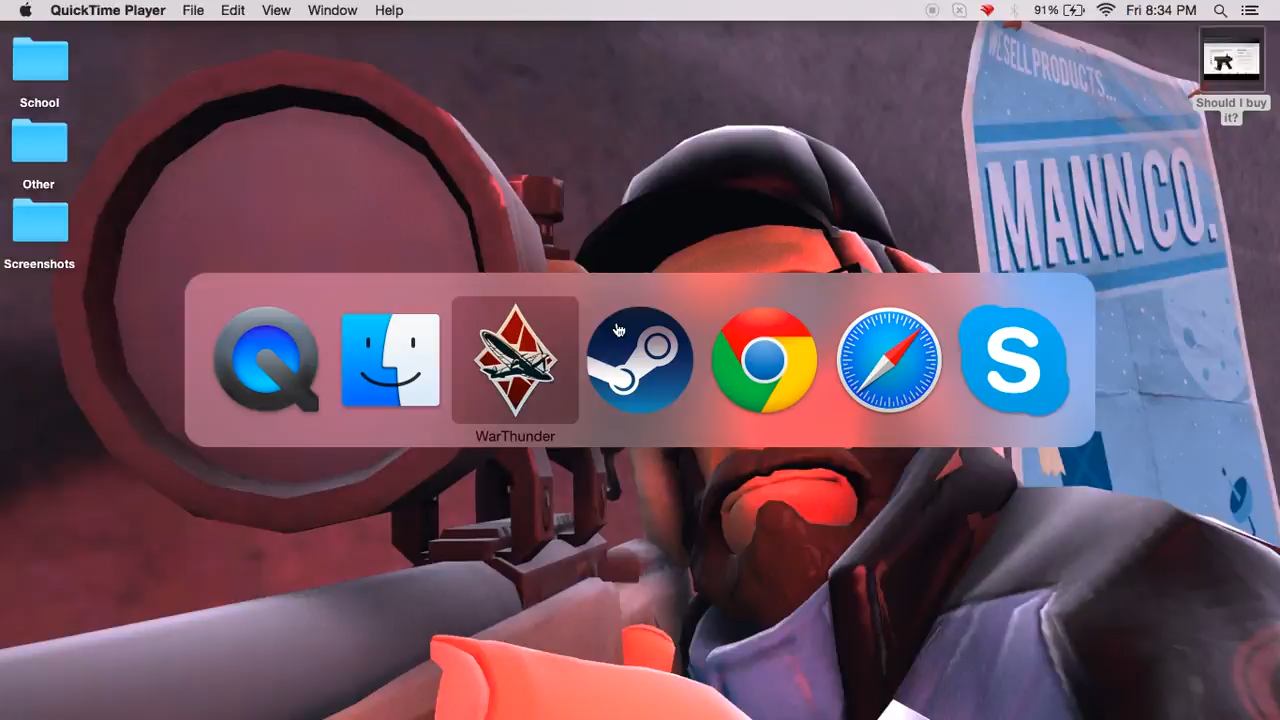 QuickTime Player File Edit View Window Help 91% Fri 8:34 PM
School
Other
Screenshots
Should I buy
it?
WE SELL PRODUCTS...
MANN CO.
WarThunder
S